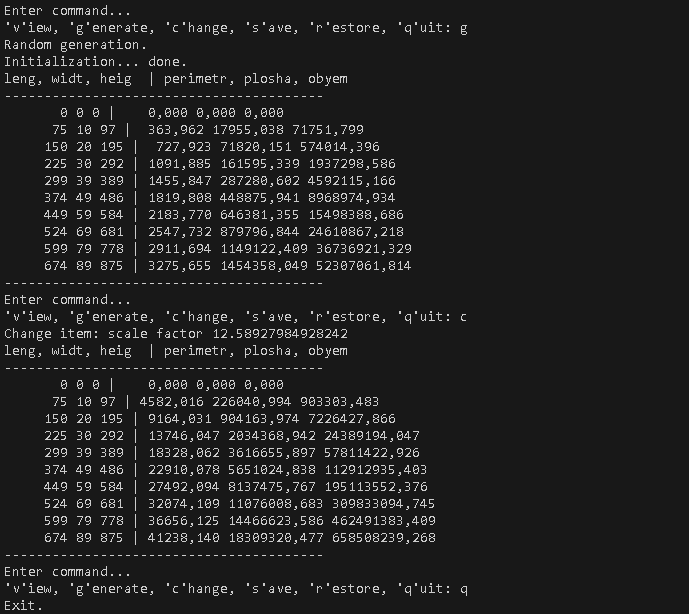 Enter command...
'v'iew, 'g'enerate, 'c'hange, 's'ave, 'r'estore, 'q'uit: g
Random generation.
Initialization... done.
leng, widt, heig  | perimetr, plosha, obyem
----------------------------------------
0 0 0 |    0,000 0,000 0,000
75 10 97 |  363,962 17955,038 71751,799
150 20 195 |  727,923 71820,151 574014,396
225 30 292 | 1091,885 161595,339 1937298,586
299 39 389 | 1455,847 287280,602 4592115,166
374 49 486 | 1819,808 448875,941 8968974,934
449 59 584 | 2183,770 646381,355 15498388,686
524 69 681 | 2547,732 879796,844 24610867,218
599 79 778 | 2911,694 1149122,409 36736921,329
674 89 875 | 3275,655 1454358,049 52307061,814
----------------------------------------
Enter command...
'v'iew, 'g'enerate, 'c'hange, 's'ave, 'r'estore, 'q'uit: c
Change item: scale factor 12.58927984928242
leng, widt, heig  | perimetr, plosha, obyem
----------------------------------------
0 0 0 |    0,000 0,000 0,000
75 10 97 | 4582,016 226040,994 903303,483
150 20 195 | 9164,031 904163,974 7226427,866
225 30 292 | 13746,047 2034368,942 24389194,047
299 39 389 | 18328,062 3616655,897 57811422,926
374 49 486 | 22910,078 5651024,838 112912935,403
449 59 584 | 27492,094 8137475,767 195113552,376
524 69 681 | 32074,109 11076008,683 309833094,745
599 79 778 | 36656,125 14466623,586 462491383,409
674 89 875 | 41238,140 18309320,477 658508239,268
----------------------------------------
Enter command...
'v'iew, 'g'enerate, 'c'hange, 's'ave, 'r'estore, 'q'uit: q
Exit.